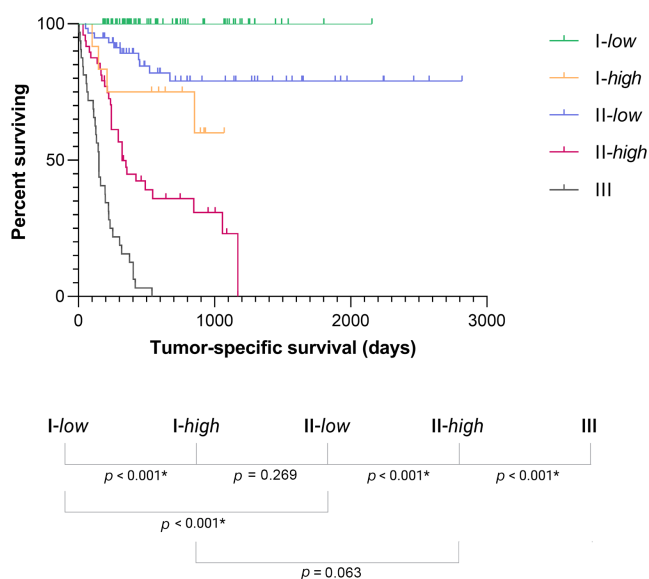 100
50
0
Percent surviving
0
1000
2000
3000
Tumor-specific survival (days)
I-low
I-high
II-low
II-high
III
I-low I-high II-low II-high III
p < 0.001* p = 0.269 p < 0.001* p < 0.001*
p < 0.001*
p = 0.063